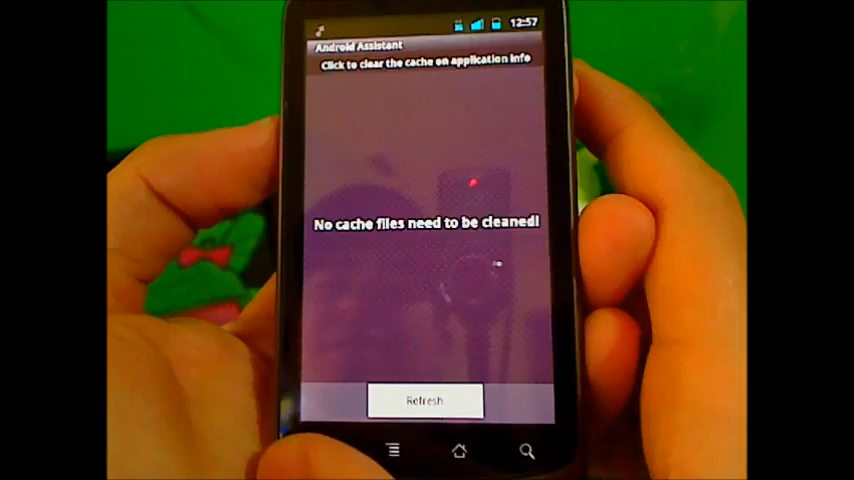 12:57
Android Assistant
Click to clear the cache on application info
No cache files need to be cleaned!
Refresh